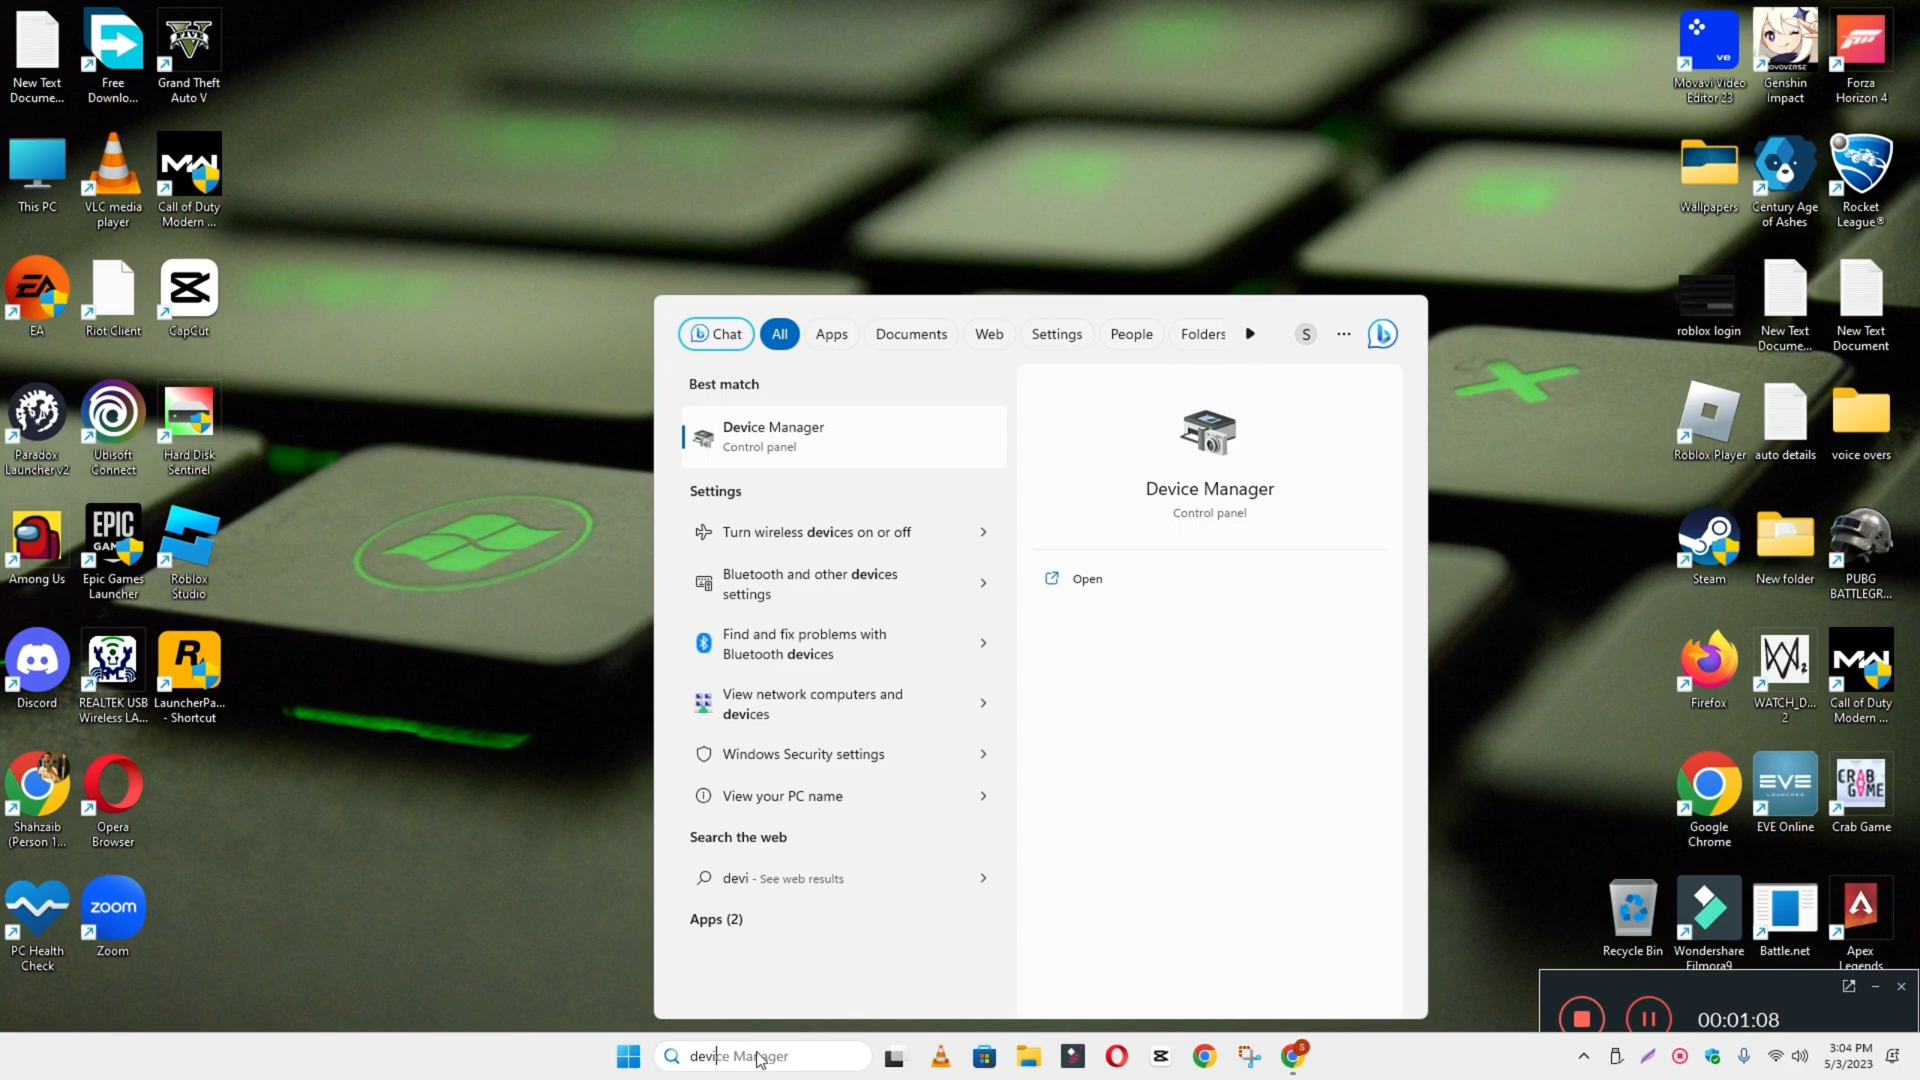 New Text
Docume...
Free
Downlo...
Grand Theft
Auto V
This PC
VLC media
player
Call of Duty
Modern ...
EA
Riot Client
CapCut
Paradox
Launcher v2
Ubisoft
Connect
Hard Disk
Sentinel
Among Us
Epic Games
Launcher
Roblox
Studio
Discord
REALTEK USB
Wireless LA...
LauncherPa...
- Shortcut
Shahzaib
(Person 1...
Opera
Browser
PC Health
Check
zoom
Zoom
Chat
All
Apps
Documents
Web
Settings
People
Folders
S
Best match
Device Manager
Control panel
Settings
Turn wireless devices on or off
Bluetooth and other devices
settings
Find and fix problems with
Bluetooth devices
View network computers and
devices
Windows Security settings
View your PC name
Search the web
devi - See web results
Apps (2)
Device Manager
Control panel
Open
Movavi Video
Editor 23
Genshin
Impact
Forza
Horizon 4
Wallpapers
Century Age
of Ashes
Rocket
League®
roblox login
New Text
Docume...
New Text
Document
Roblox Player
auto details
voice overs
Steam
New folder
PUBG
BATTLEGR...
Firefox
WATCH_D...
2
Call of Duty
Modern ...
Google
Chrome
EVE Online
Crab Game
Recycle Bin
Wondershare
Filmora9
Battle.net
Apex
Legends
00:01:08
device Manager
3:04 PM
5/3/2023